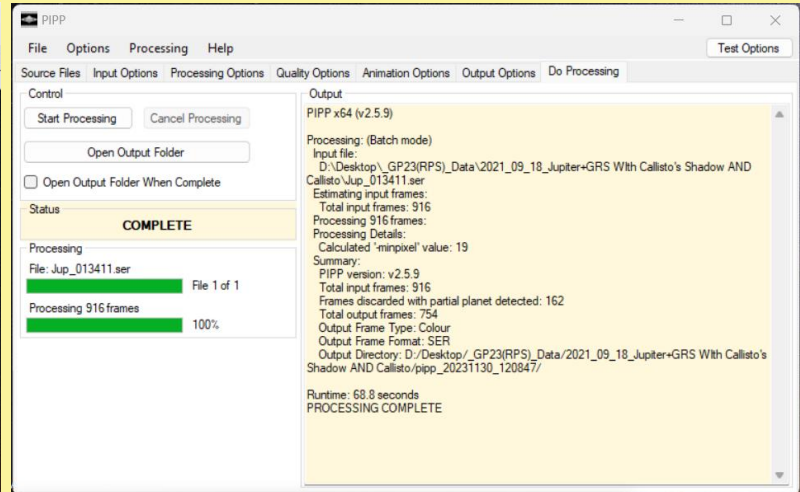 PIPP
File Options Processing Help
Test Options
Source Files Input Options Processing Options Quality Options Animation Options Output Options Do Processing
Control
Start Processing Cancel Processing
Open Output Folder
Open Output Folder When Complete
Status
COMPLETE
Processing
File: Jup_013411.ser
File 1 of 1
Processing 916 frames
100%
Output
PIPP x64 (v2.5.9)
Processing: (Batch mode)
Input file:
D:\Desktop\_GP23(RPS)_Data\2021_09_18_Jupiter+GRS WIth Callisto's Shadow AND
Callisto\Jup_013411.ser
Estimating input frames:
Total input frames: 916
Processing 916 frames:
Processing Details:
Calculated '-minpixel' value: 19
Summary:
PIPP version: v2.5.9
Total input frames: 916
Frames discarded with partial planet detected: 162
Total output frames: 754
Output Frame Type: Colour
Output Frame Format: SER
Output Directory: D:/Desktop/_GP23(RPS)_Data/2021_09_18_Jupiter+GRS WIth Callisto's
Shadow AND Callisto/pipp_20231130_120847/
Runtime: 68.8 seconds
PROCESSING COMPLETE